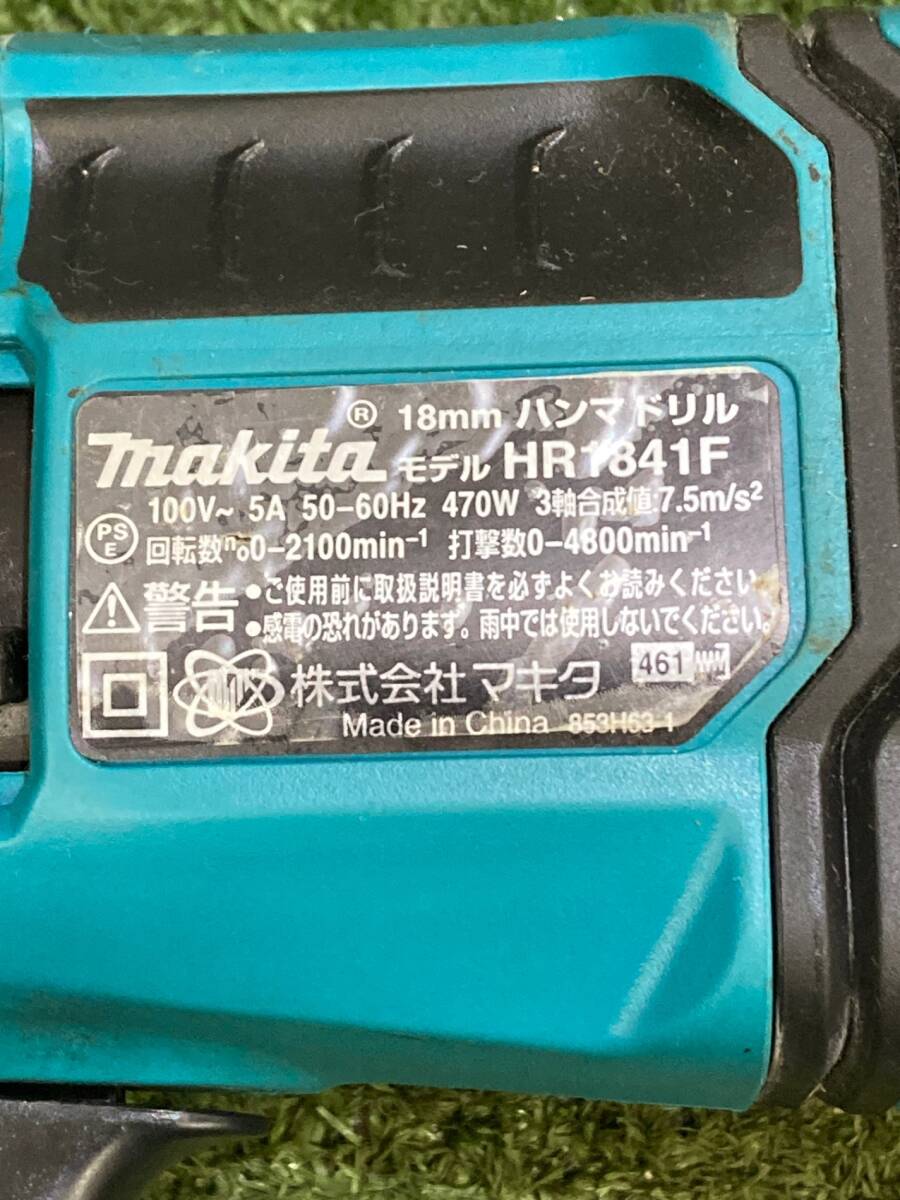 makita® 18mm ハンマドリル
モデル HR1841F
100V~ 5A 50-60Hz 470W 3軸合成値 7.5m/s²
PS E
回転数 n₀0-2100min⁻¹ 打撃数0-4800min⁻¹
警告
●ご使用前に取扱説明書を必ずよくお読みください。
●感電の恐れがあります。雨中では使用しないでください。
株式会社 マキタ 461
Made in China 853H63-1